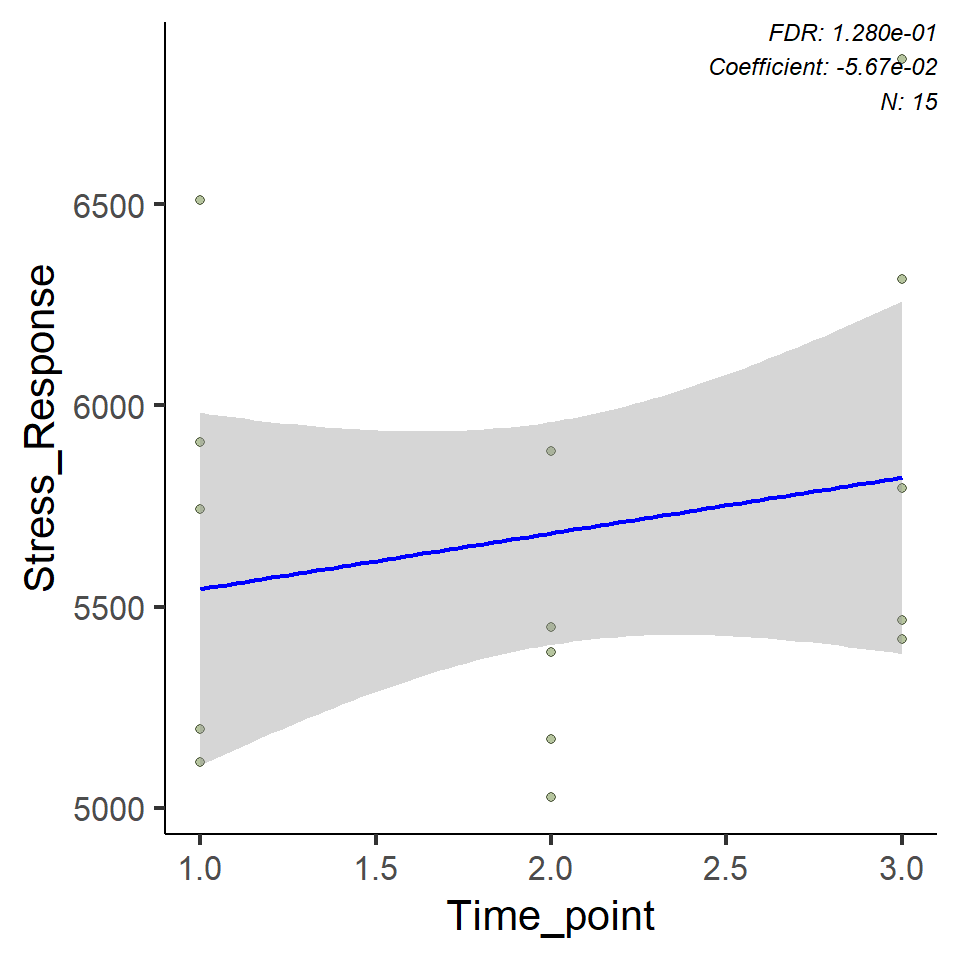 FDR: 1.280e-01
Coefficient: -5.67e-02
N: 15
6500
6000
5500
5000
Stress_Response
1.0 1.5 2.0 2.5 3.0
Time_point